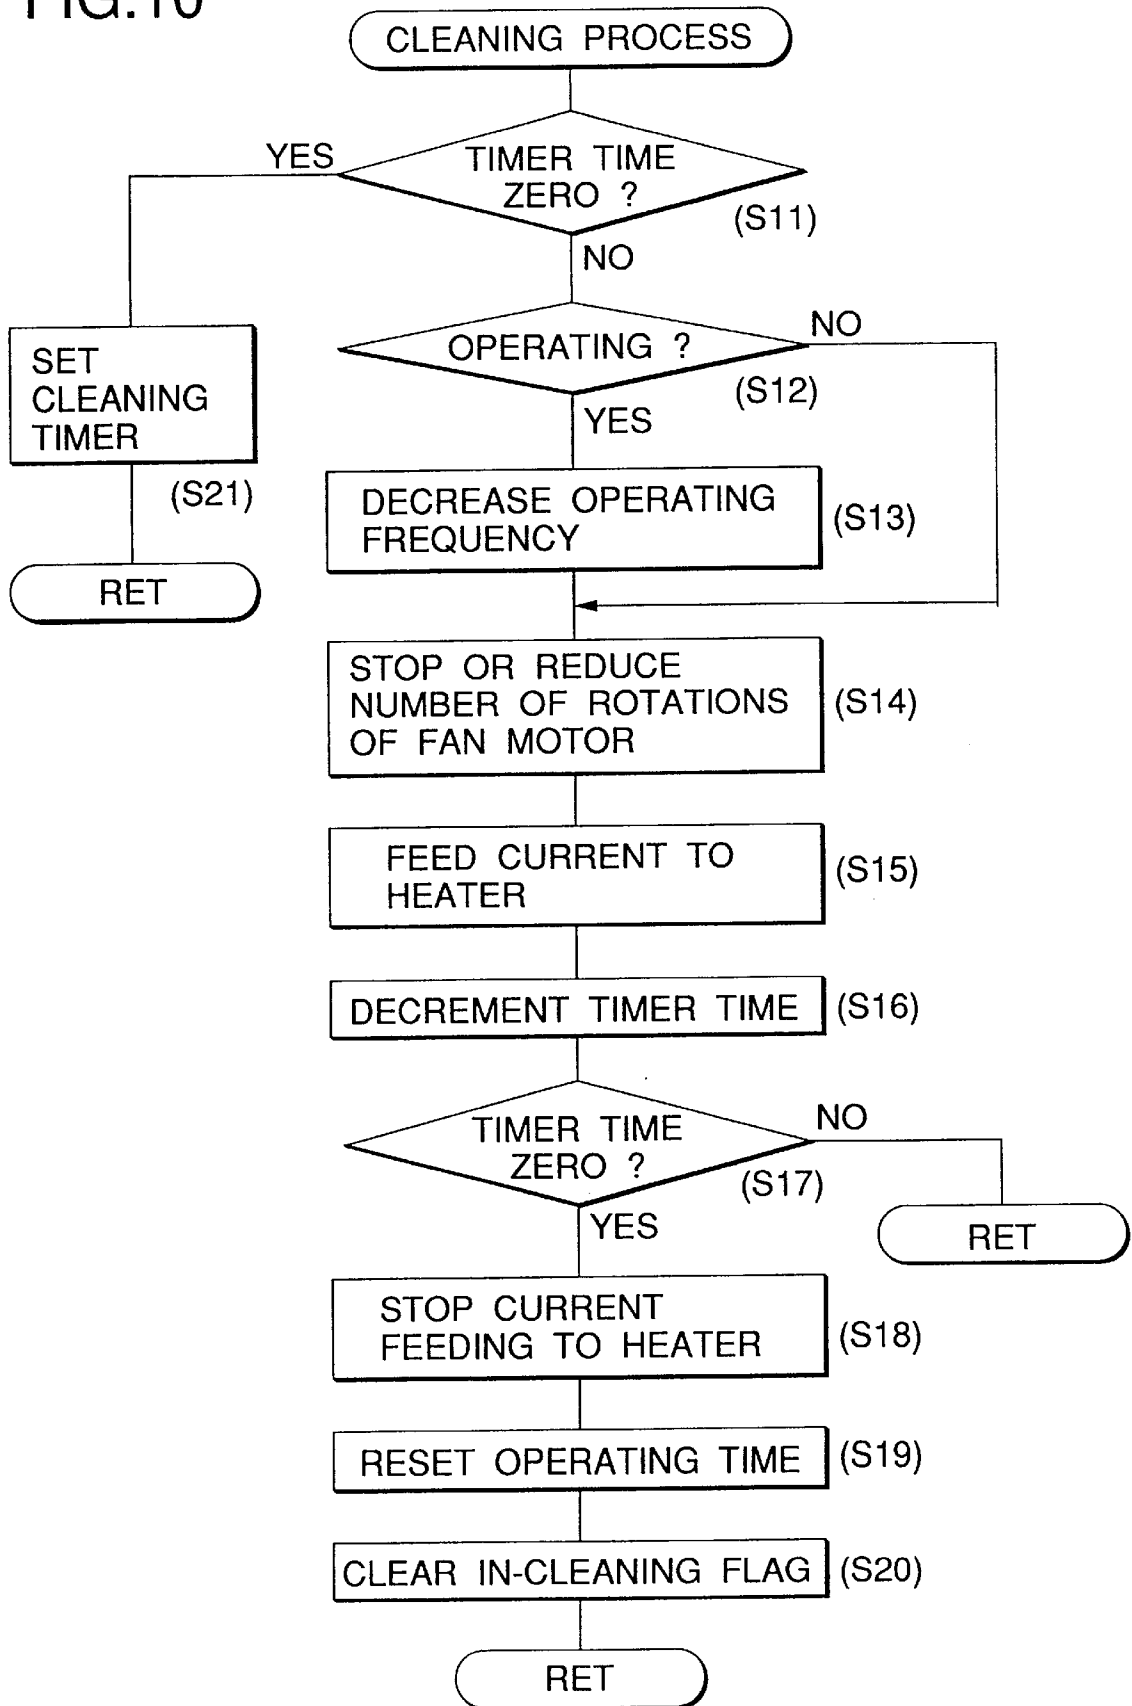 FIG.10
CLEANING PROCESS
TIMER TIME
ZERO ?
(S11)
YES
NO
OPERATING ?
(S12)
NO
YES
SET
CLEANING
TIMER
(S21)
RET
DECREASE OPERATING
FREQUENCY
(S13)
STOP OR REDUCE
NUMBER OF ROTATIONS
OF FAN MOTOR
(S14)
FEED CURRENT TO
HEATER
(S15)
DECREMENT TIMER TIME
(S16)
TIMER TIME
ZERO ?
(S17)
NO
RET
YES
STOP CURRENT
FEEDING TO HEATER
(S18)
RESET OPERATING TIME
(S19)
CLEAR IN-CLEANING FLAG
(S20)
RET